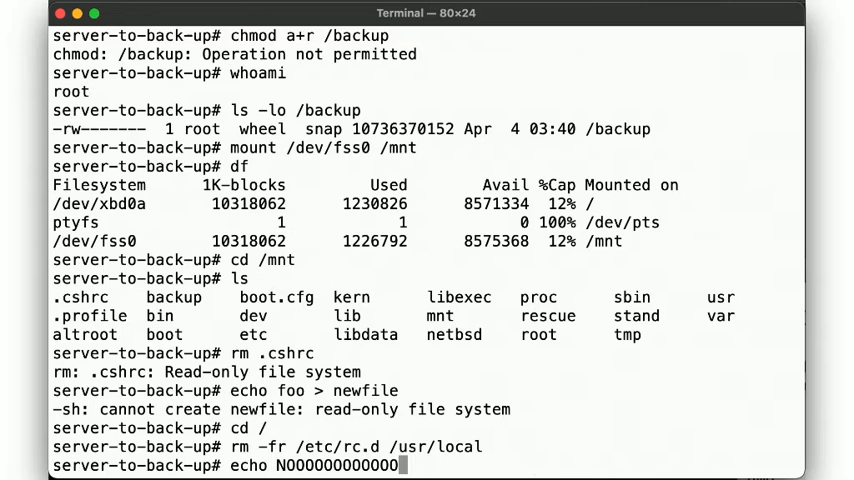 Terminal — 80×24
server-to-back-up# chmod a+r /backup
chmod: /backup: Operation not permitted
server-to-back-up# whoami
root
server-to-back-up# ls -lo /backup
-rw-------  1 root  wheel  snap 10736370152 Apr  4 03:40 /backup
server-to-back-up# mount /dev/fss0 /mnt
server-to-back-up# df
Filesystem     1K-blocks         Used        Avail %Cap Mounted on
/dev/xbd0a      10318062      1230826      8571334  12% /
ptyfs                  1            1            0 100% /dev/pts
/dev/fss0       10318062      1226792      8575368  12% /mnt
server-to-back-up# cd /mnt
server-to-back-up# ls
.cshrc    backup    boot.cfg  kern      libexec   proc      sbin      usr
.profile  bin       dev       lib       mnt       rescue    stand     var
altroot   boot      etc       libdata   netbsd    root      tmp
server-to-back-up# rm .cshrc
rm: .cshrc: Read-only file system
server-to-back-up# echo foo > newfile
-sh: cannot create newfile: read-only file system
server-to-back-up# cd /
server-to-back-up# rm -fr /etc/rc.d /usr/local
server-to-back-up# echo NOOOOOOOOOOOO